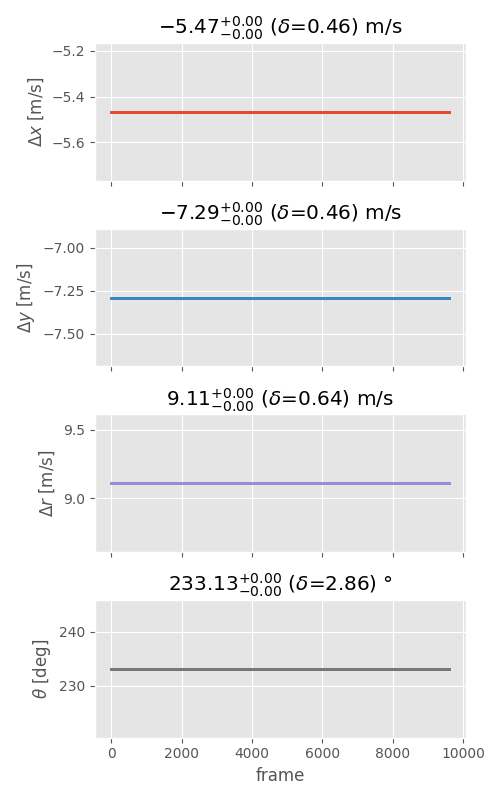 −5.47+0.00−0.00 (δ=0.46) m/s
−5.2
−5.4
−5.6
Δx [m/s]
−7.29+0.00−0.00 (δ=0.46) m/s
−7.00
−7.25
−7.50
Δy [m/s]
9.11+0.00−0.00 (δ=0.64) m/s
9.5
9.0
Δr [m/s]
233.13+0.00−0.00 (δ=2.86) °
240
230
θ [deg]
0 2000 4000 6000 8000 10000
frame